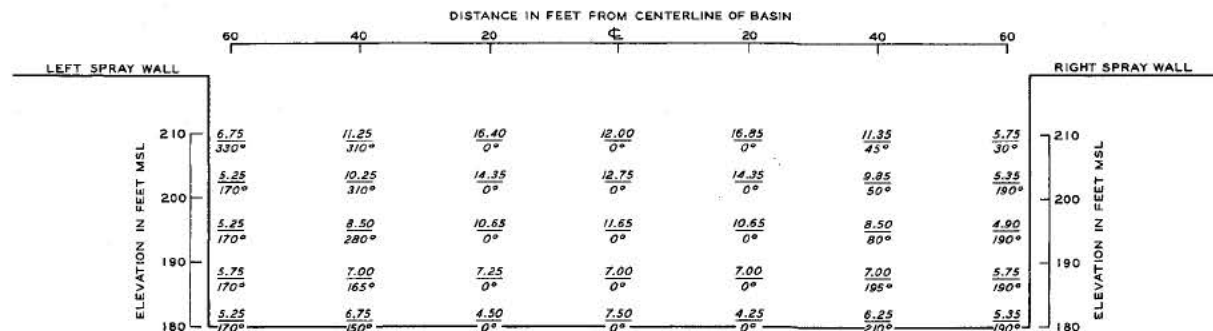 DISTANCE IN FEET FROM CENTERLINE OF BASIN
60 40 20 ℄ 20 40 60
LEFT SPRAY WALL
RIGHT SPRAY WALL
210 6.75 11.25 16.40 12.00 16.85 11.35 5.75 210
330° 310° 0° 0° 0° 45° 30°
5.25 10.25 14.35 12.75 14.35 9.85 5.35
170° 310° 0° 0° 0° 50° 190°
200 200
5.25 8.50 10.65 11.65 10.65 8.50 4.90
170° 280° 0° 0° 0° 80° 190°
190 190
5.75 7.00 7.25 7.00 7.00 7.00 5.75
170° 165° 0° 0° 0° 195° 190°
5.25 6.75 4.50 7.50 4.25 6.25 5.35
180 170° 150° 0° 0° 0° 210° 190° 180
ELEVATION IN FEET MSL
ELEVATION IN FEET MSL